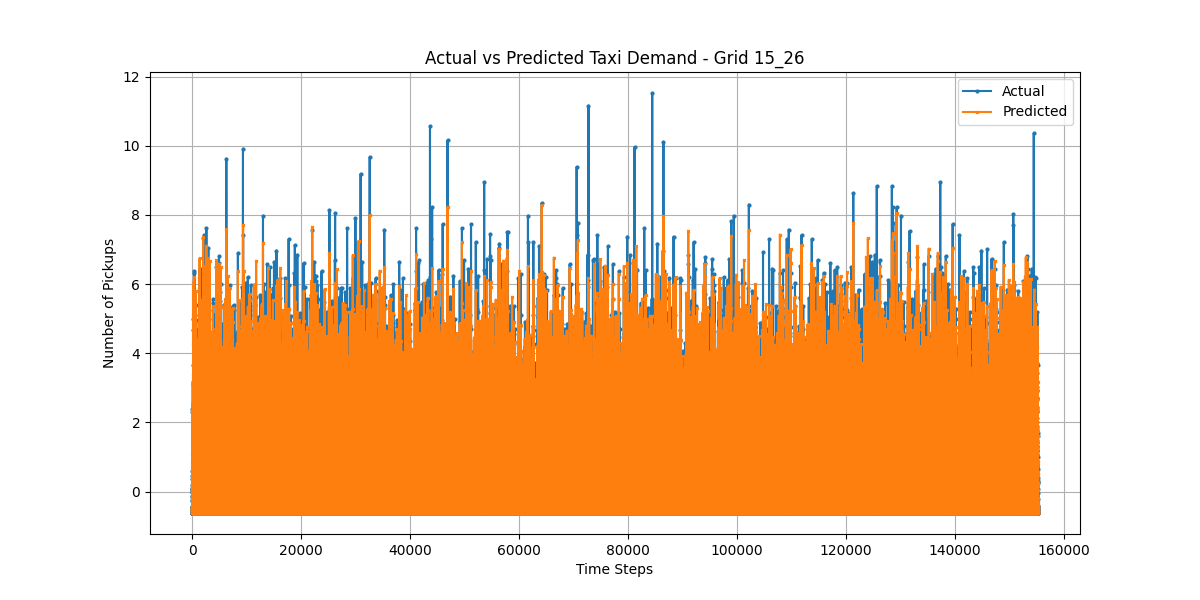 Actual vs Predicted Taxi Demand - Grid 15_26
Number of Pickups
12
10
8
6
4
2
0
Actual
Predicted
0 20000 40000 60000 80000 100000 120000 140000 160000
Time Steps